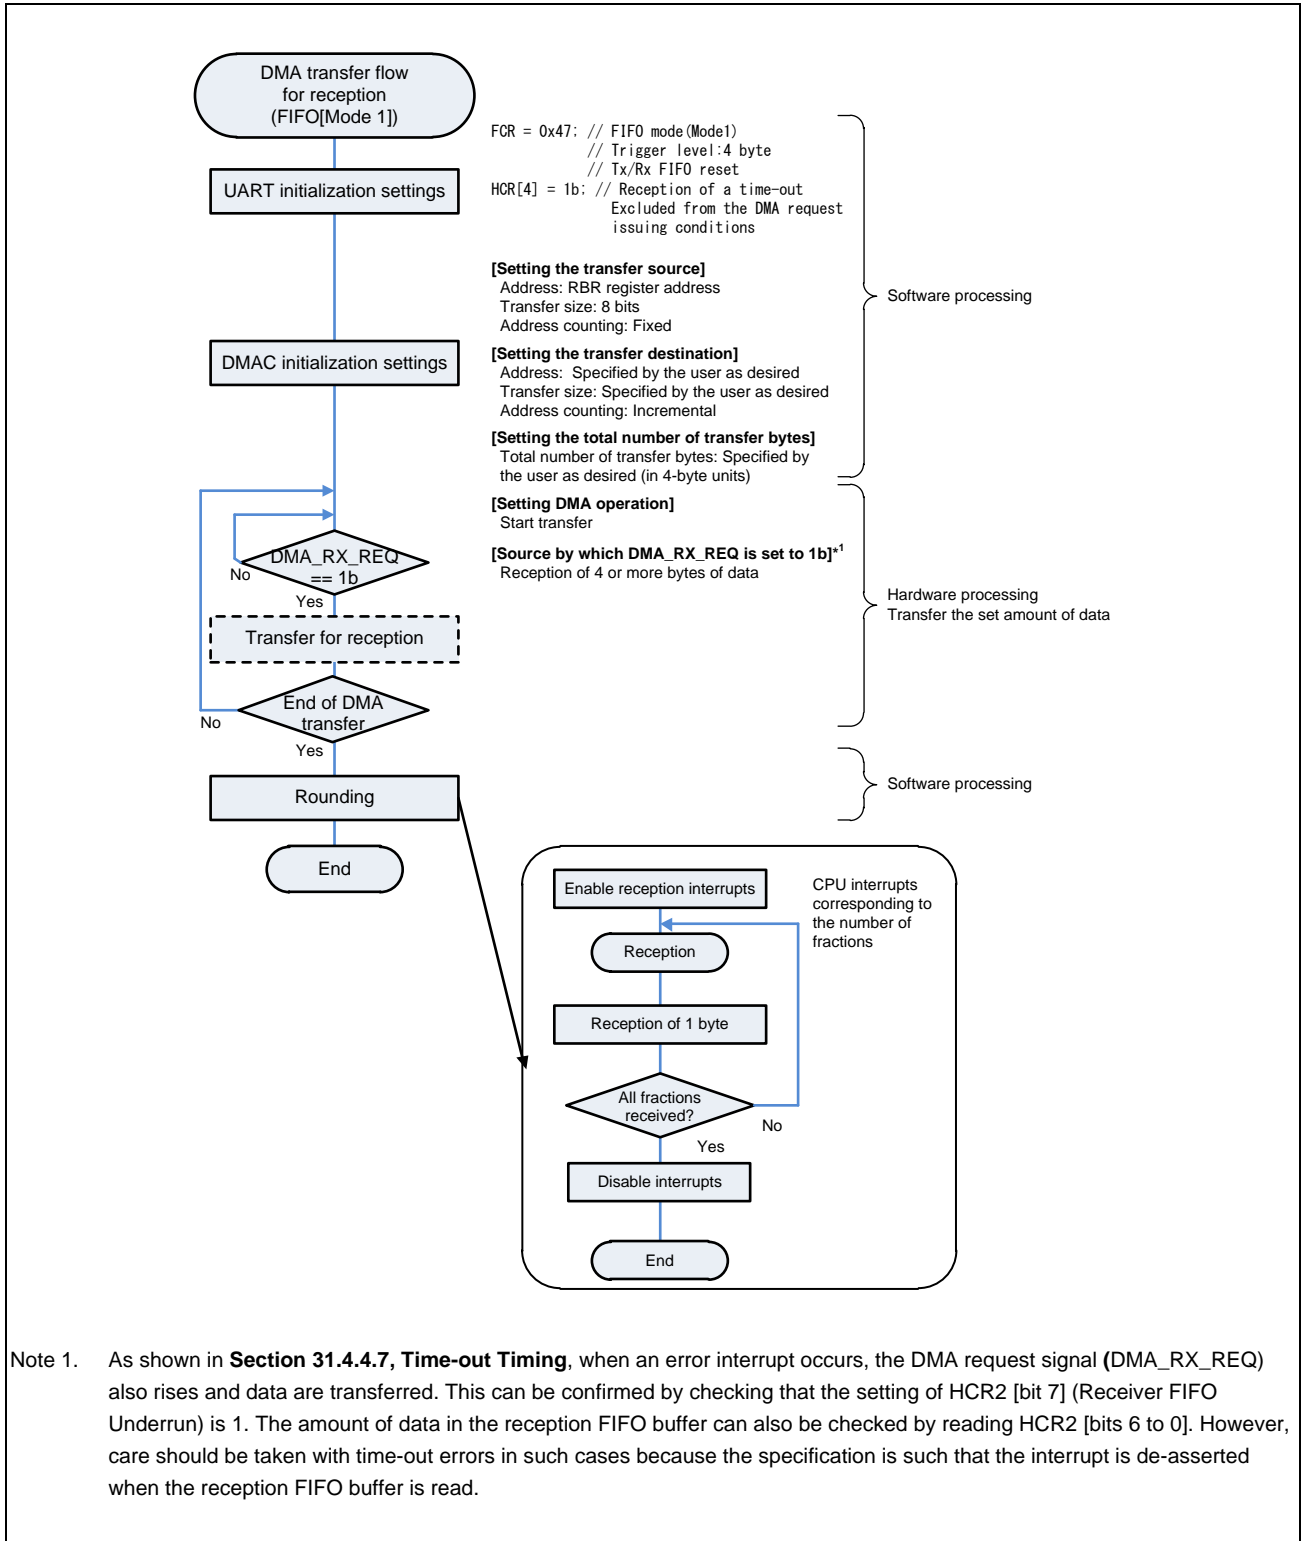 DMA transfer flow
for reception
(FIFO[Mode 1])
UART initialization settings
FCR = 0x47; // FIFO mode(Mode1)
// Trigger level:4 byte
// Tx/Rx FIFO reset
HCR[4] = 1b; // Reception of a time-out
Excluded from the DMA request
issuing conditions
[Setting the transfer source]
Address: RBR register address
Transfer size: 8 bits
Address counting: Fixed
Software processing
DMAC initialization settings
[Setting the transfer destination]
Address: Specified by the user as desired
Transfer size: Specified by the user as desired
Address counting: Incremental
[Setting the total number of transfer bytes]
Total number of transfer bytes: Specified by
the user as desired (in 4-byte units)
[Setting DMA operation]
Start transfer
[Source by which DMA_RX_REQ is set to 1b]*1
Reception of 4 or more bytes of data
DMA_RX_REQ
== 1b
No
Yes
Hardware processing
Transfer the set amount of data
Transfer for reception
End of DMA
transfer
No
Yes
Rounding
Software processing
End
Enable reception interrupts
CPU interrupts
corresponding to
the number of
fractions
Reception
Reception of 1 byte
All fractions
received?
No
Yes
Disable interrupts
End
Note 1. As shown in Section 31.4.4.7, Time-out Timing, when an error interrupt occurs, the DMA request signal (DMA_RX_REQ)
also rises and data are transferred. This can be confirmed by checking that the setting of HCR2 [bit 7] (Receiver FIFO
Underrun) is 1. The amount of data in the reception FIFO buffer can also be checked by reading HCR2 [bits 6 to 0]. However,
care should be taken with time-out errors in such cases because the specification is such that the interrupt is de-asserted
when the reception FIFO buffer is read.